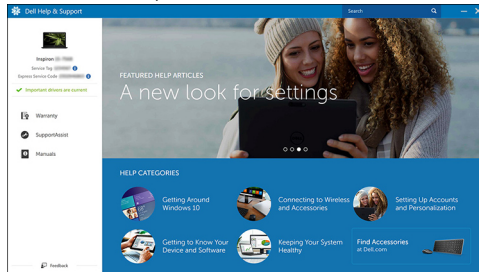 Dell Help & Support
Search
Inspiron
Service Tag
Express Service Code
Important drivers are current
Warranty
SupportAssist
Manuals
Feedback
FEATURED HELP ARTICLES
A new look for settings
HELP CATEGORIES
Getting Around
Windows 10
Connecting to Wireless
and Accessories
Setting Up Accounts
and Personalization
Getting to Know Your
Device and Software
Keeping Your System
Healthy
Find Accessories
at Dell.com